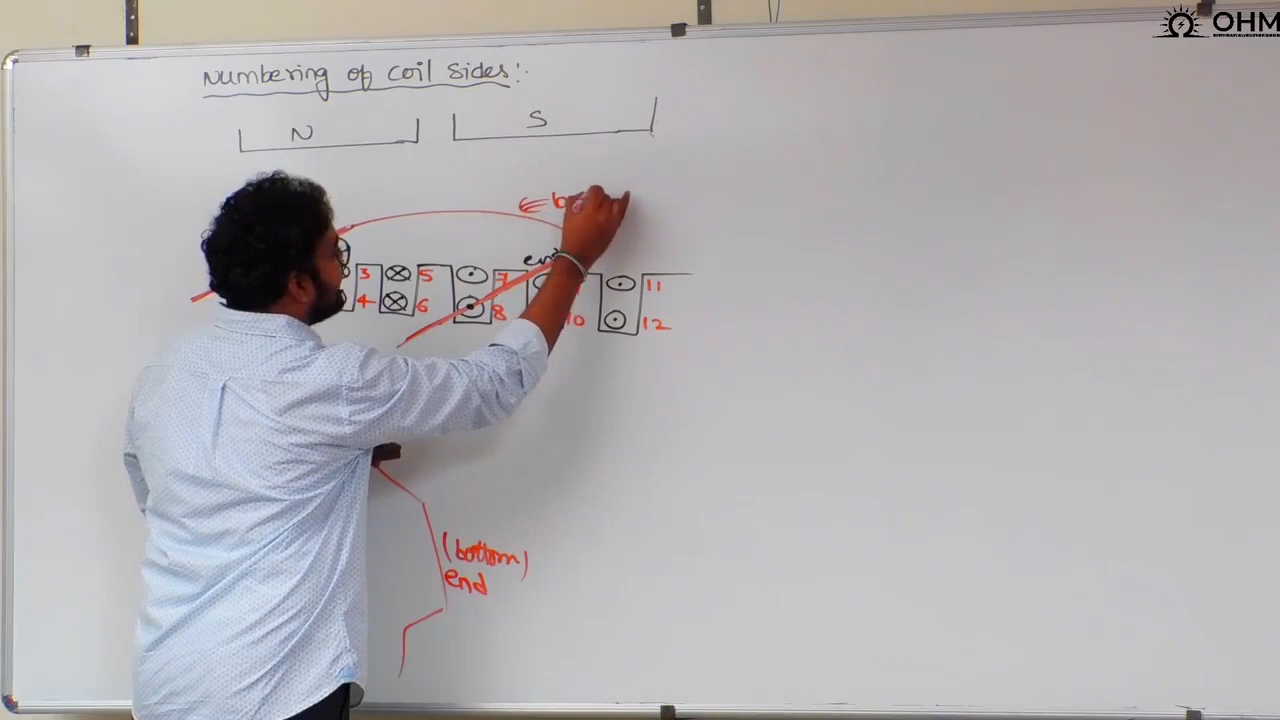 OHM
Numbering of coil sides:-
N S
3 5 7 11
4 6 8 10 12
(bottom)
end